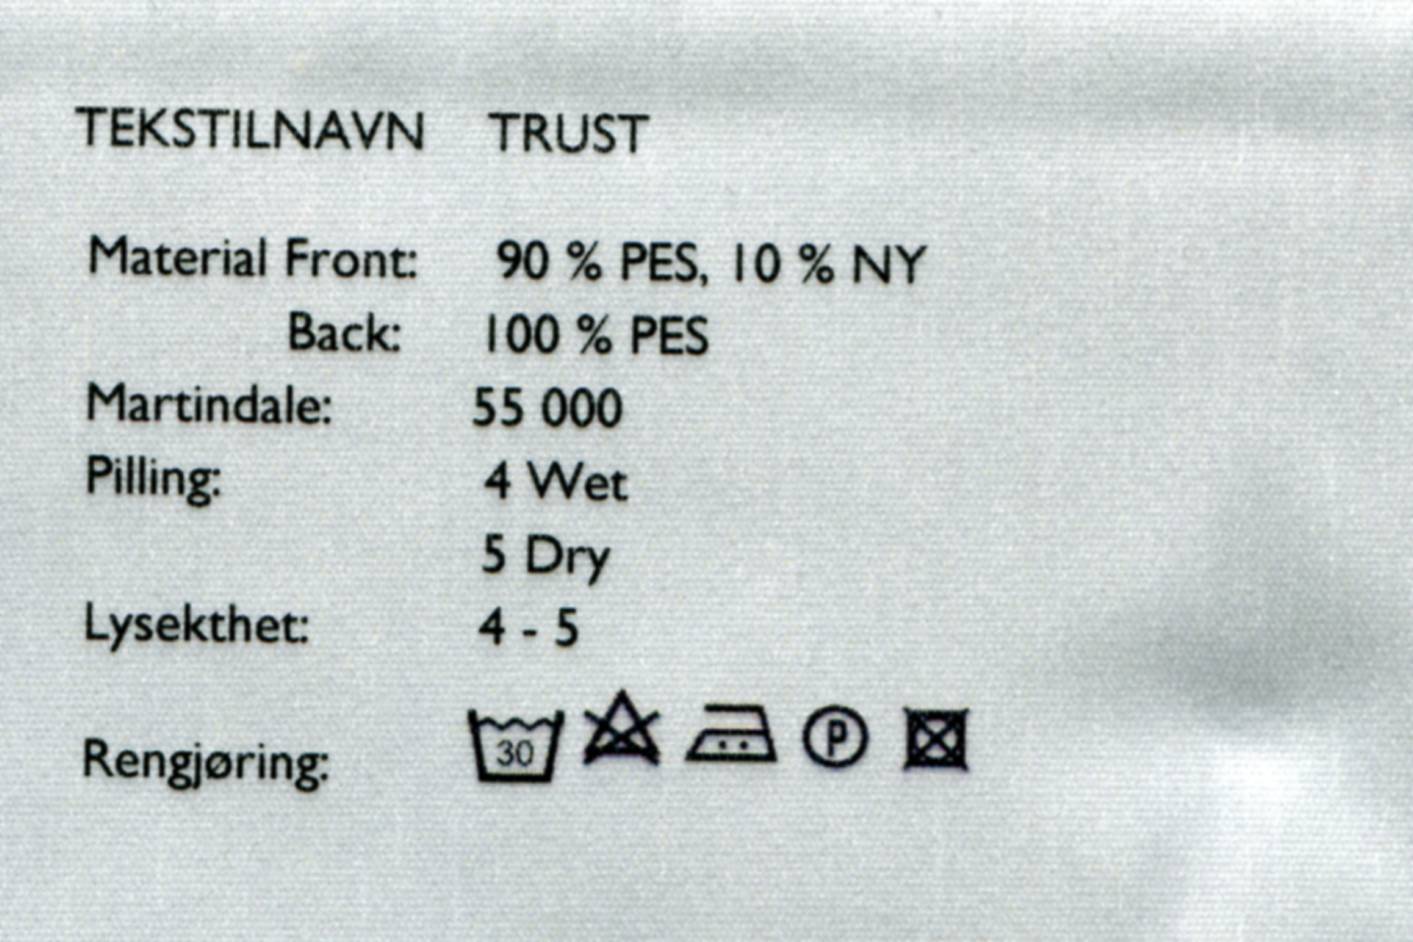 TEKSTILNAVN TRUST
Material Front: 90 % PES, 10 % NY
Back: 100 % PES
Martindale: 55 000
Pilling: 4 Wet
5 Dry
Lysekthet: 4 - 5
Rengjøring: 30 P